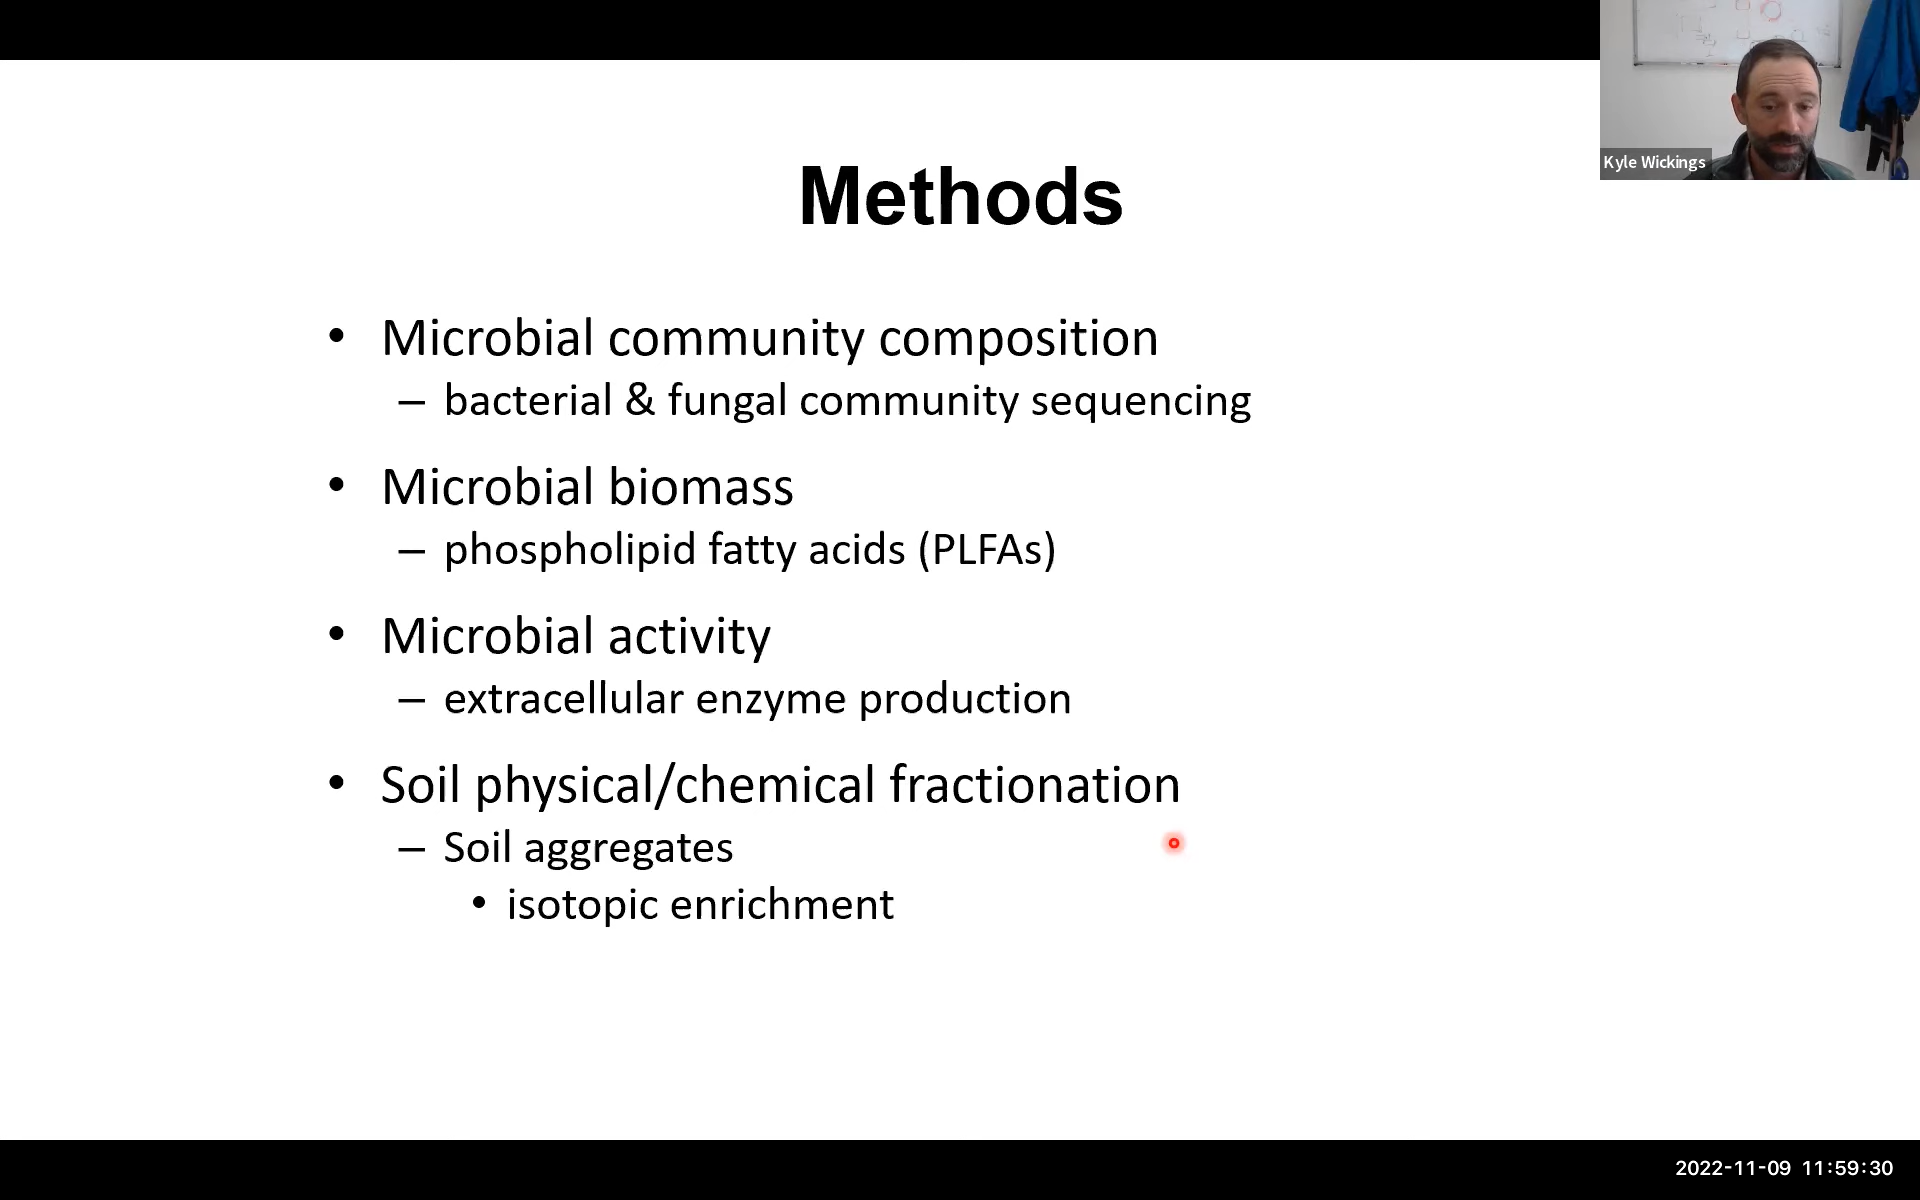 Kyle Wickings
Methods
• Microbial community composition
– bacterial & fungal community sequencing
• Microbial biomass
– phospholipid fatty acids (PLFAs)
• Microbial activity
– extracellular enzyme production
• Soil physical/chemical fractionation
– Soil aggregates
• isotopic enrichment
2022-11-09 11:59:30